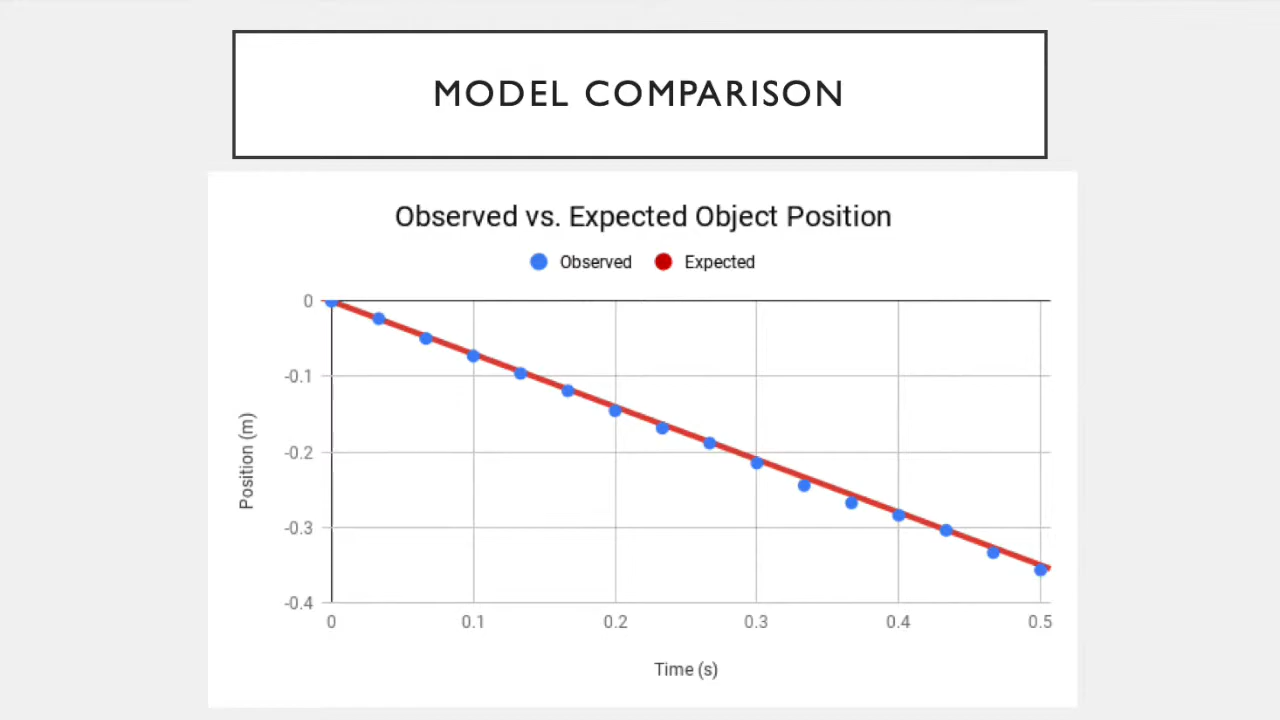 MODEL COMPARISON
Observed vs. Expected Object Position
Observed Expected
0
-0.1
-0.2
-0.3
-0.4
Position (m)
0 0.1 0.2 0.3 0.4 0.5
Time (s)